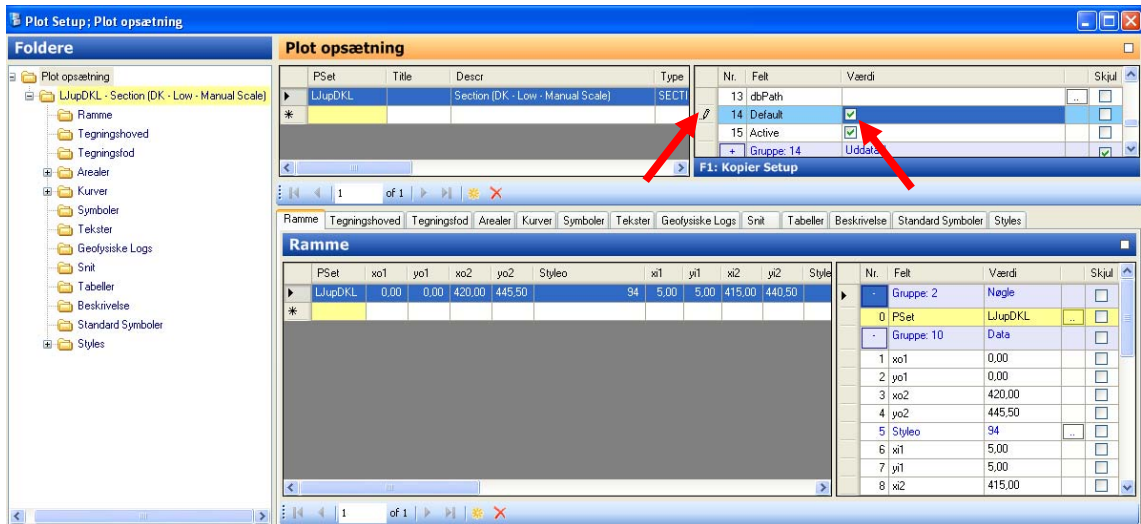 Plot Setup; Plot opsætning
Foldere
Plot opsætning
LJupDKL - Section (DK - Low - Manual Scale)
Ramme
Tegningshoved
Tegningsfod
Arealer
Kurver
Symboler
Tekster
Geofysiske Logs
Snit
Tabeller
Beskrivelse
Standard Symboler
Styles
Plot opsætning
PSet Title Descr Type
LJupDKL Section (DK - Low - Manual Scale) SECTI
Nr. Felt Værdi Skjul
13 dbPath ..
14 Default
15 Active
+ Gruppe: 14 Uddata
F1: Kopier Setup
1 of 1
Ramme Tegningshoved Tegningsfod Arealer Kurver Symboler Tekster Geofysiske Logs Snit Tabeller Beskrivelse Standard Symboler Styles
Ramme
PSet xo1 yo1 xo2 yo2 Styleo xi1 yi1 xi2 yi2 Style
LJupDKL 0,00 0,00 420,00 445,50 94 5,00 5,00 415,00 440,50
Nr. Felt Værdi Skjul
- Gruppe: 2 Nøgle
0 PSet LJupDKL ..
- Gruppe: 10 Data
1 xo1 0,00
2 yo1 0,00
3 xo2 420,00
4 yo2 445,50
5 Styleo 94 ..
6 xi1 5,00
7 yi1 5,00
8 xi2 415,00
1 of 1